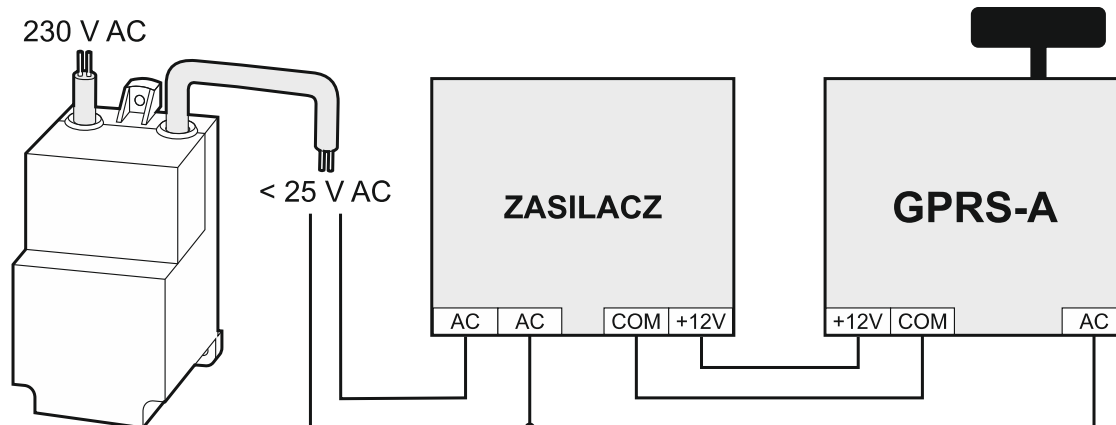 230 V AC
< 25 V AC
ZASILACZ
GPRS-A
AC AC COM +12V
+12V COM AC